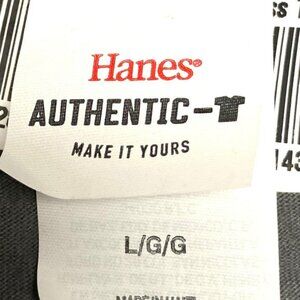 Hanes®
AUTHENTIC-
MAKE IT YOURS
L/G/G